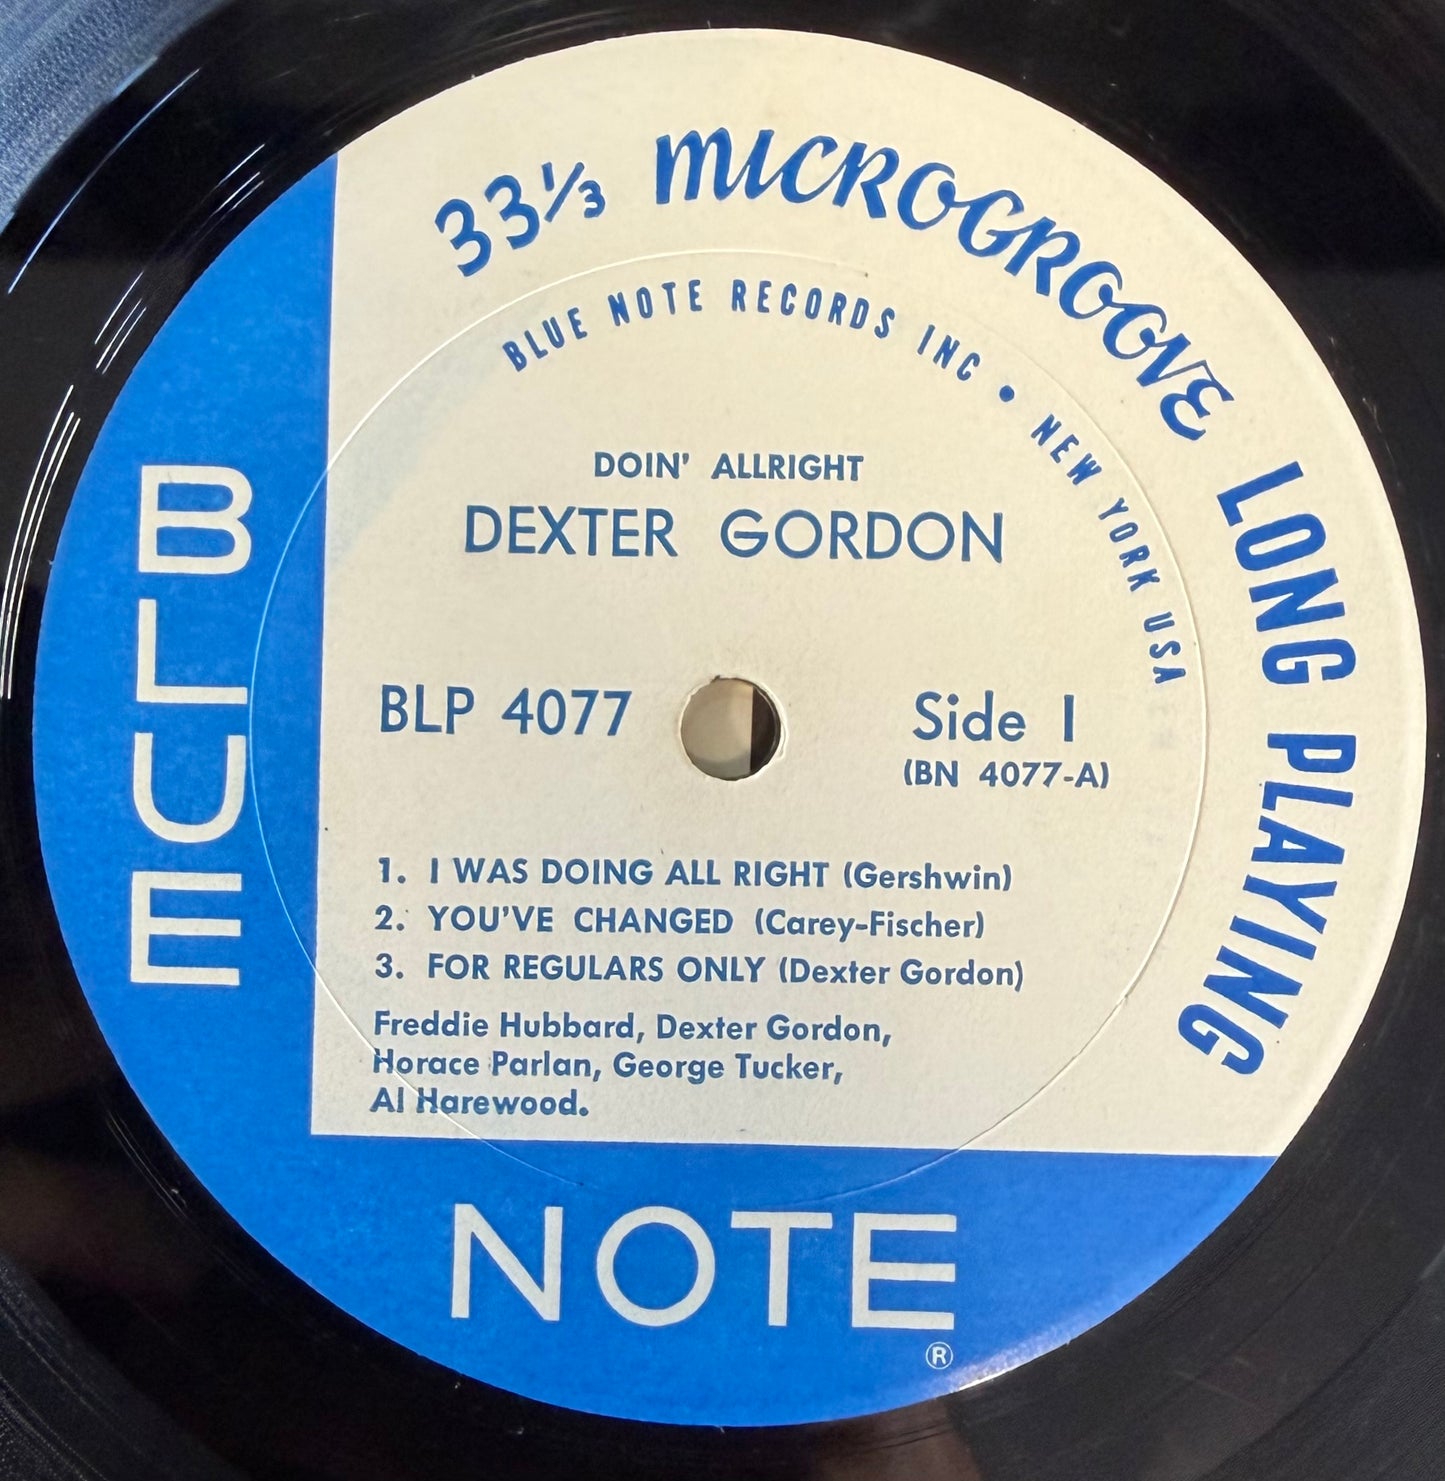 33⅓ MICROGROOVE LONG PLAYING
BLUE NOTE RECORDS INC • NEW YORK USA
DOIN' ALLRIGHT
DEXTER GORDON
BLP 4077
Side 1
(BN 4077-A)
1. I WAS DOING ALL RIGHT (Gershwin)
2. YOU'VE CHANGED (Carey-Fischer)
3. FOR REGULARS ONLY (Dexter Gordon)
Freddie Hubbard, Dexter Gordon,
Horace Parlan, George Tucker,
Al Harewood.
BLUE
NOTE
®